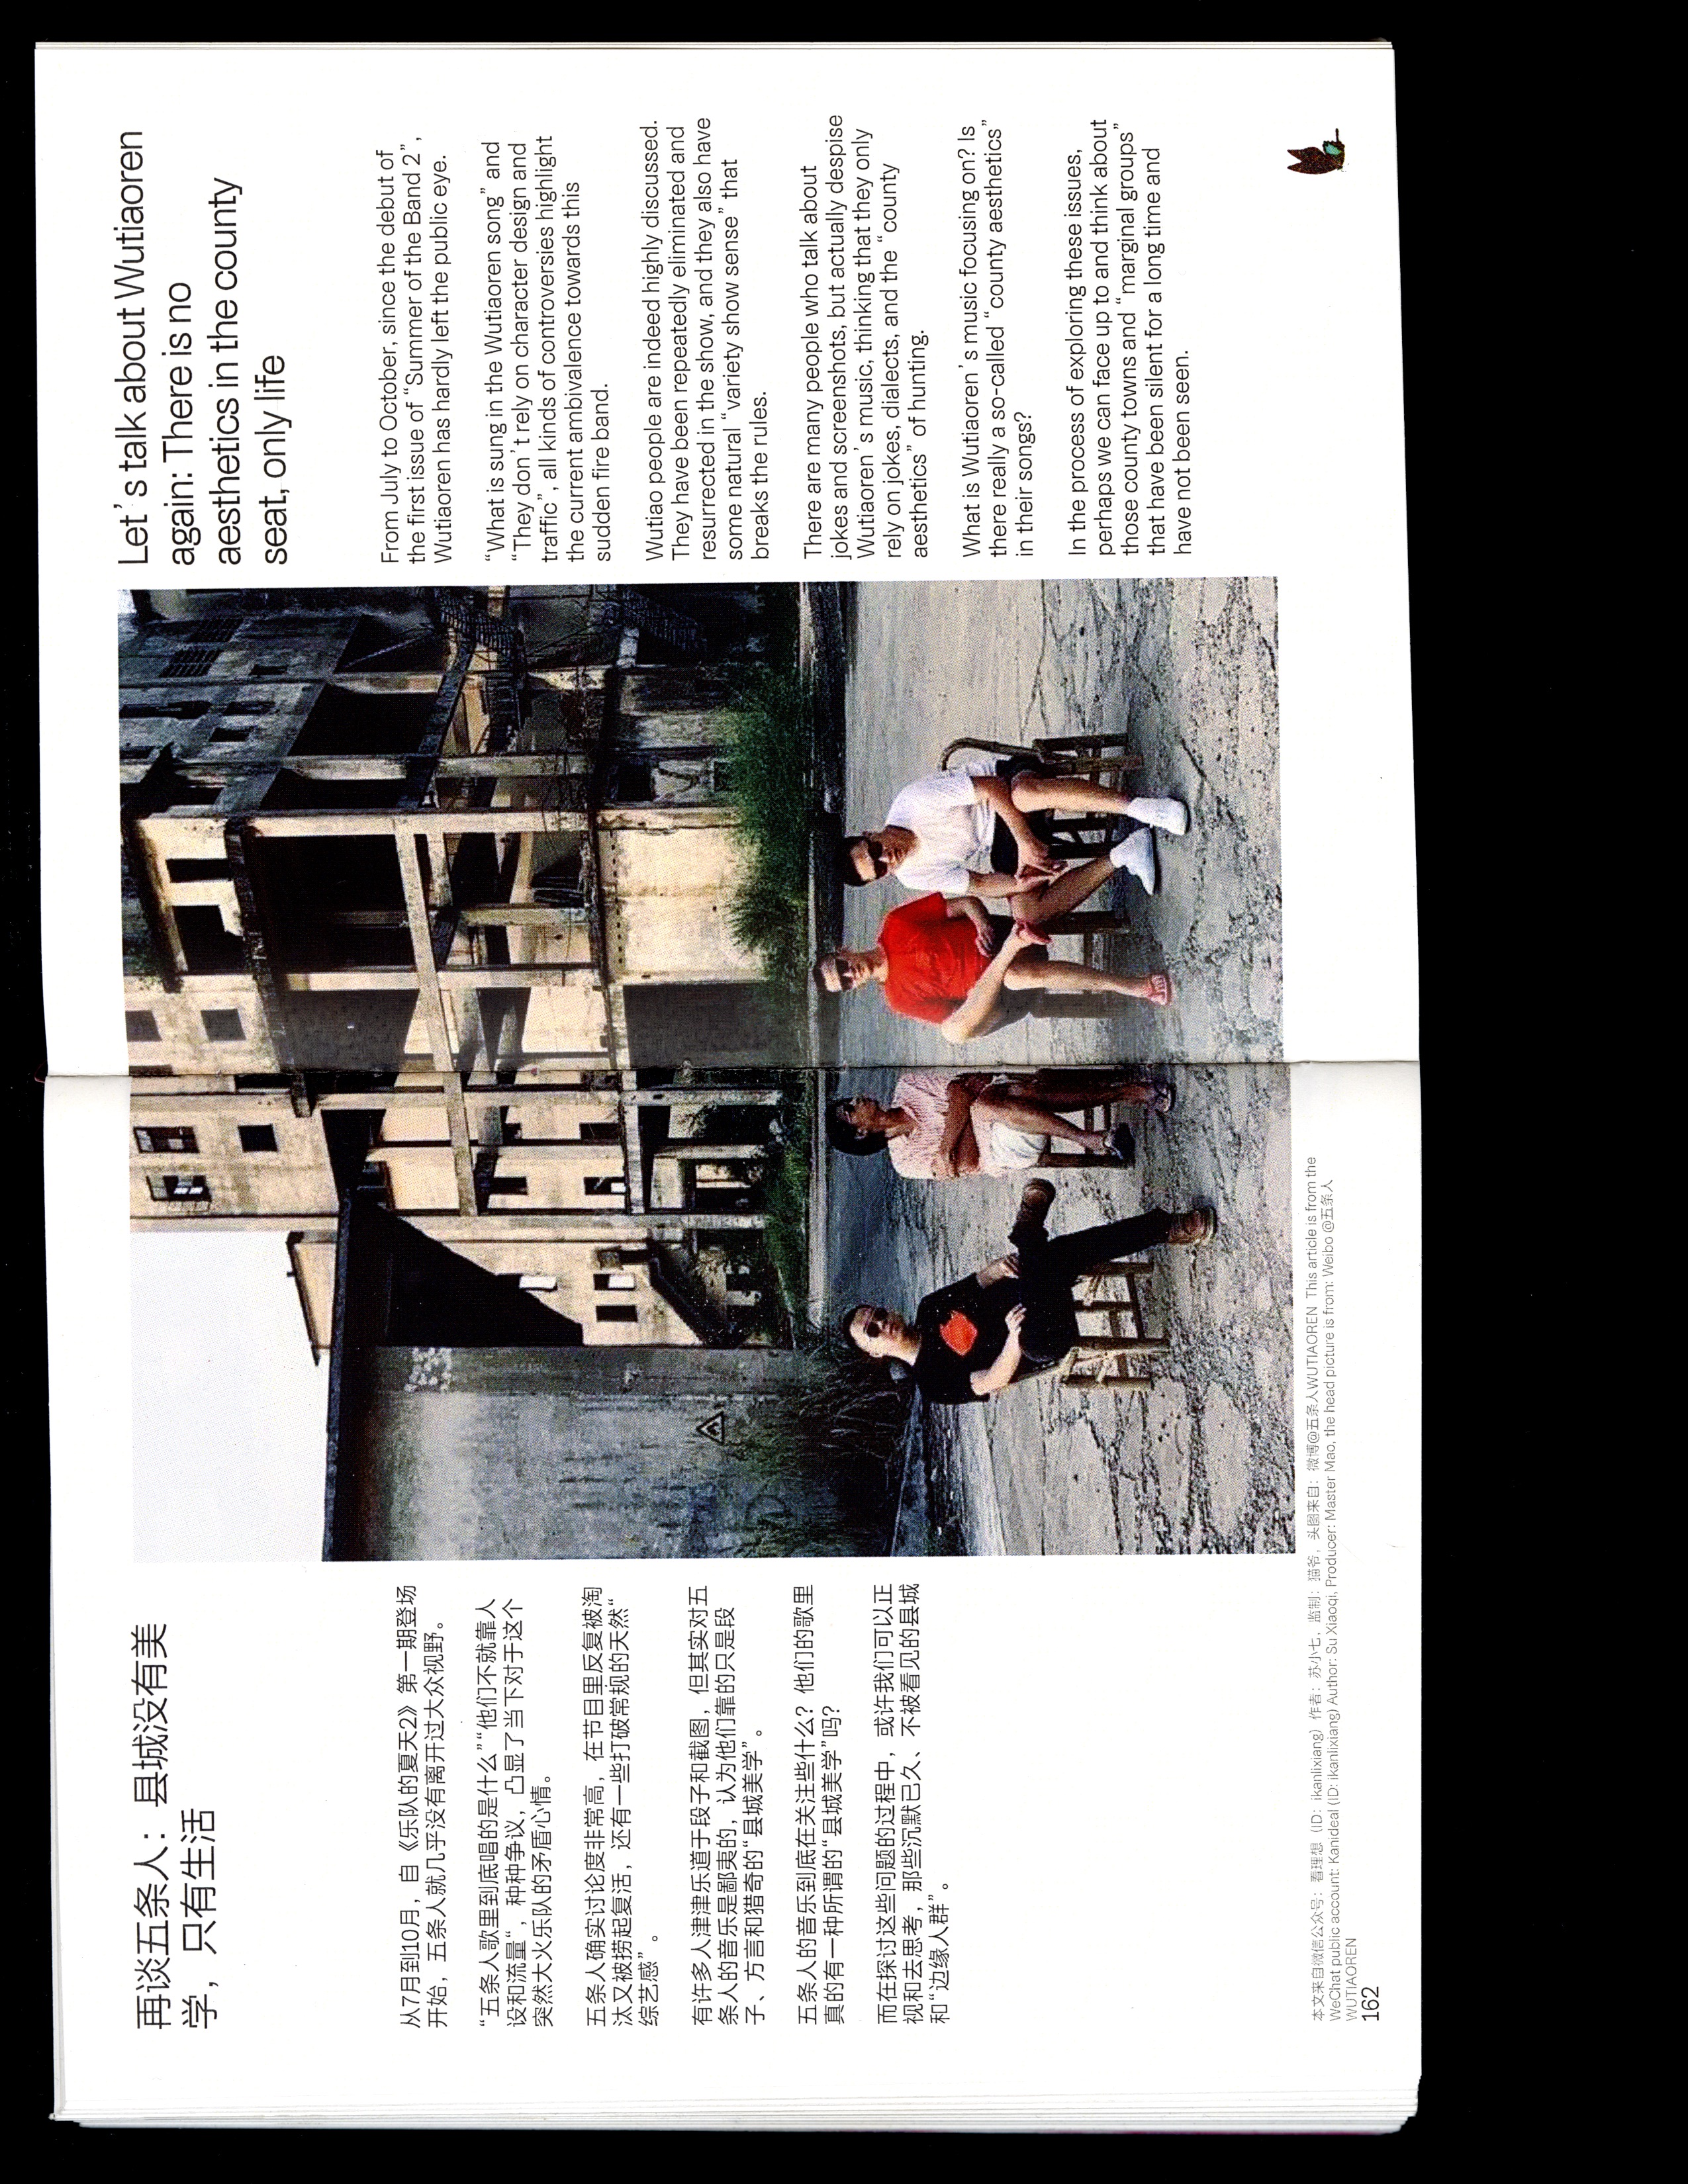 再谈五条人：县城没有美
学，只有生活
从7月到10月，自《乐队的夏天2》第一期登场
开始，五条人就几乎没有离开过大众视野。
“五条人歌里到底唱的是什么”“他们不就靠人
设和流量“，种种争议，凸显了当下对于这个
突然大火乐队的矛盾心情。
五条人确实讨论度非常高，在节目里反复被淘
汰又被捞起复活，还有一些打破常规的天然“
综艺感”。
有许多人津津乐道于段子和截图，但其实对五
条人的音乐是鄙夷的，认为他们靠的只是段
子、方言和猎奇的“县城美学”。
五条人的音乐到底在关注些什么？他们的歌里
真的有一种所谓的“县城美学”吗？
而在探讨这些问题的过程中，或许我们可以正
视和去思考，那些沉默已久、不被看见的县城
和“边缘人群”。
本文来自微信公众号：看理想（ID：ikanlixiang）作者：苏小七，监制：猫爷，头图来自：微博@五条人WUTIAOREN This article is from the
WeChat public account: Kanideal (ID: ikanlixiang) Author: Su Xiaoqi, Producer: Master Mao, the head picture is from: Weibo @五条人
WUTIAOREN
162
Let’s talk about Wutiaoren
again: There is no
aesthetics in the county
seat, only life
From July to October, since the debut of
the first issue of “Summer of the Band 2”,
Wutiaoren has hardly left the public eye.
“What is sung in the Wutiaoren song” and
“They don’t rely on character design and
traffic”, all kinds of controversies highlight
the current ambivalence towards this
sudden fire band.
Wutiao people are indeed highly discussed.
They have been repeatedly eliminated and
resurrected in the show, and they also have
some natural “variety show sense” that
breaks the rules.
There are many people who talk about
jokes and screenshots, but actually despise
Wutiaoren’s music, thinking that they only
rely on jokes, dialects, and the “county
aesthetics” of hunting.
What is Wutiaoren’s music focusing on? Is
there really a so-called “county aesthetics”
in their songs?
In the process of exploring these issues,
perhaps we can face up to and think about
those county towns and “marginal groups”
that have been silent for a long time and
have not been seen.